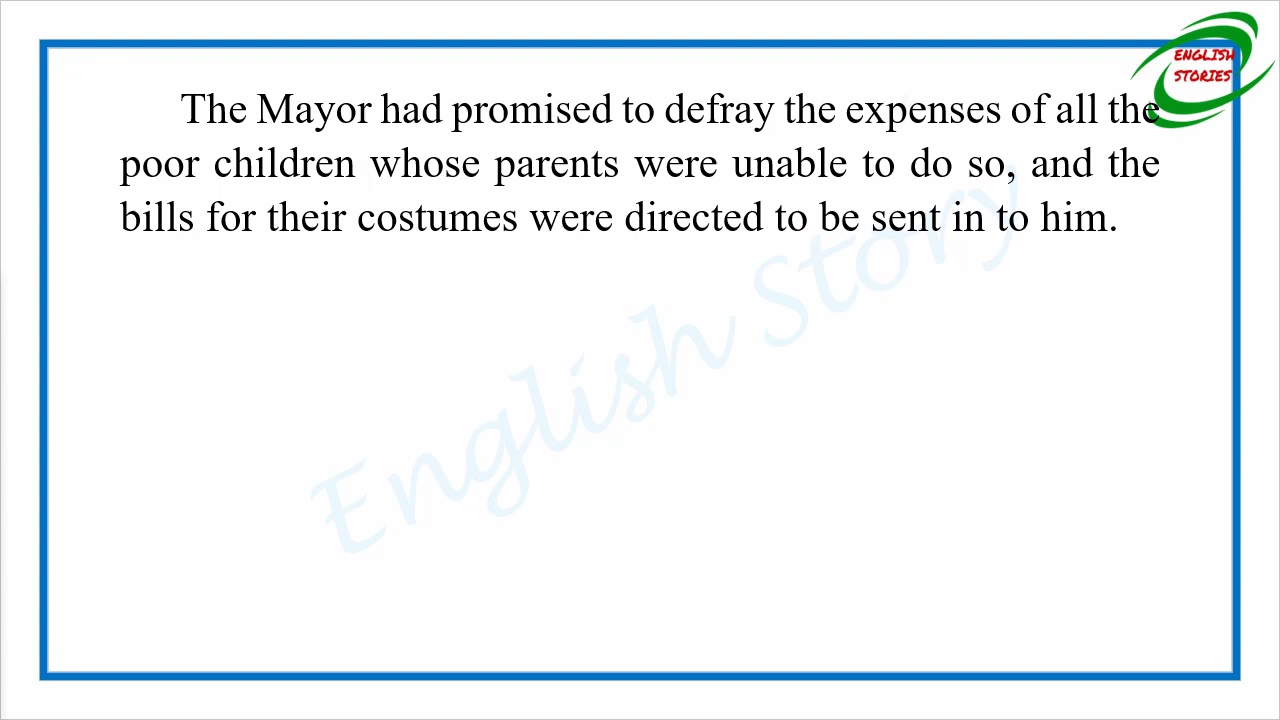 ENGLISH
STORIES
The Mayor had promised to defray the expenses of all the
poor children whose parents were unable to do so, and the
bills for their costumes were directed to be sent in to him.
English Story